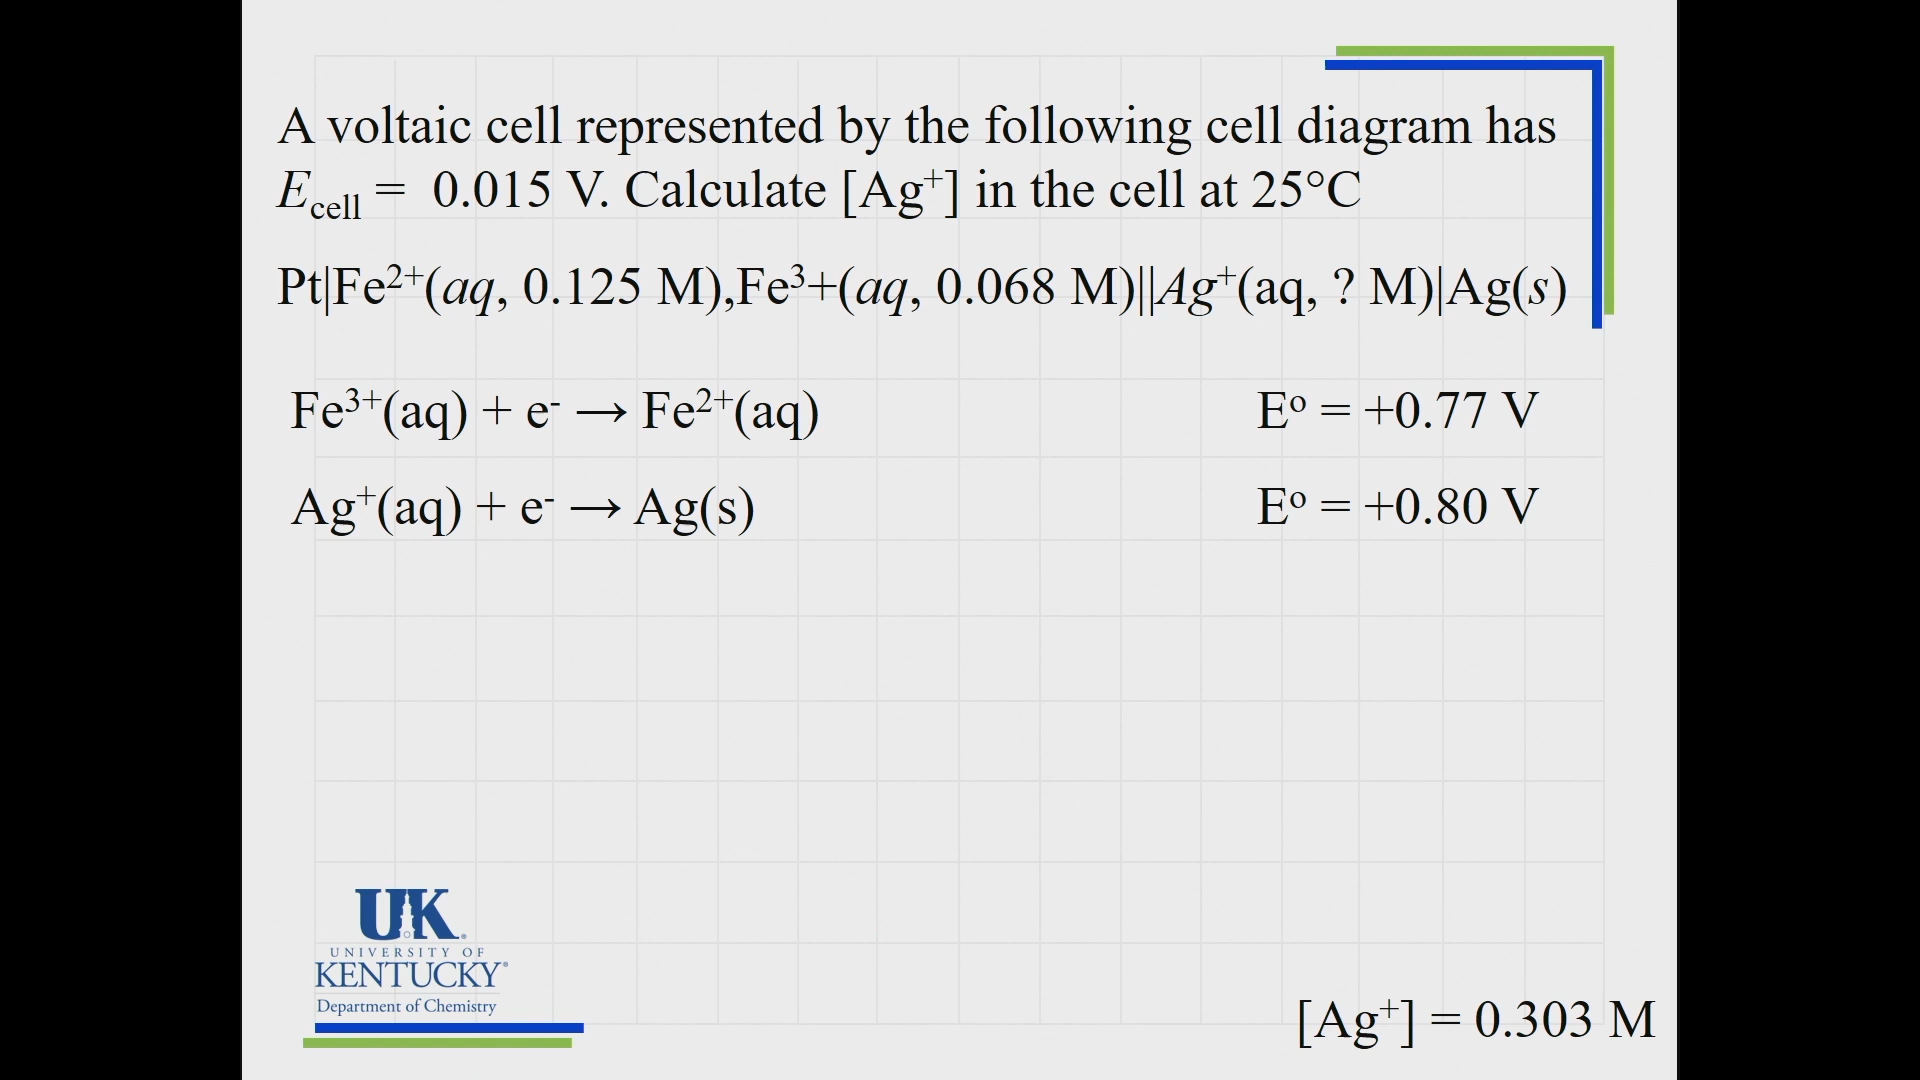 A voltaic cell represented by the following cell diagram has
E_cell = 0.015 V. Calculate [Ag⁺] in the cell at 25°C
Pt|Fe²⁺(aq, 0.125 M),Fe³+(aq, 0.068 M)||Ag⁺(aq, ? M)|Ag(s)
Fe³⁺(aq) + e⁻ → Fe²⁺(aq) Eᵒ = +0.77 V
Ag⁺(aq) + e⁻ → Ag(s) Eᵒ = +0.80 V
UK®
UNIVERSITY OF
KENTUCKY®
Department of Chemistry
[Ag⁺] = 0.303 M